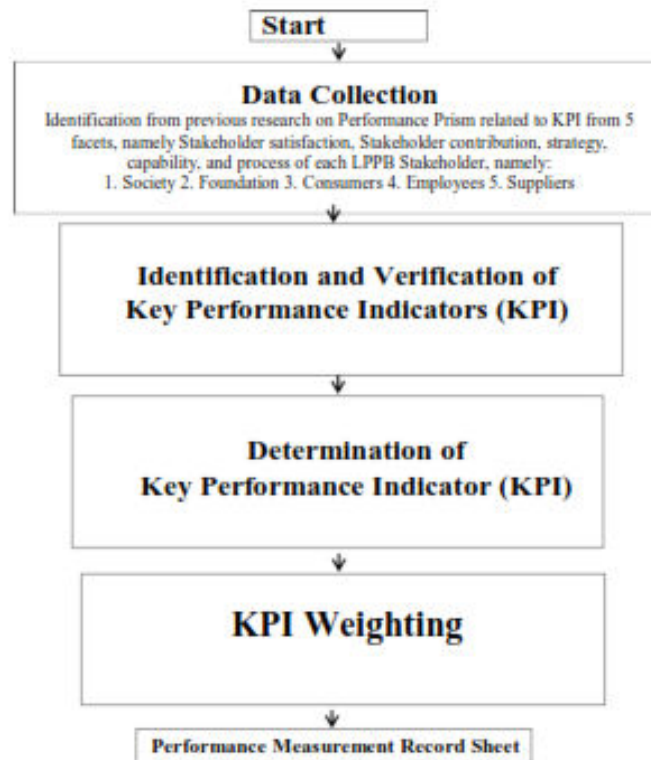 Start
Data Collection
Identification from previous research on Performance Prism related to KPI from 5
facets, namely Stakeholder satisfaction, Stakeholder contribution, strategy,
capability, and process of each LPPB Stakeholder, namely:
1. Society 2. Foundation 3. Consumers 4. Employees 5. Suppliers
Identification and Verification of
Key Performance Indicators (KPI)
Determination of
Key Performance Indicator (KPI)
KPI Weighting
Performance Measurement Record Sheet